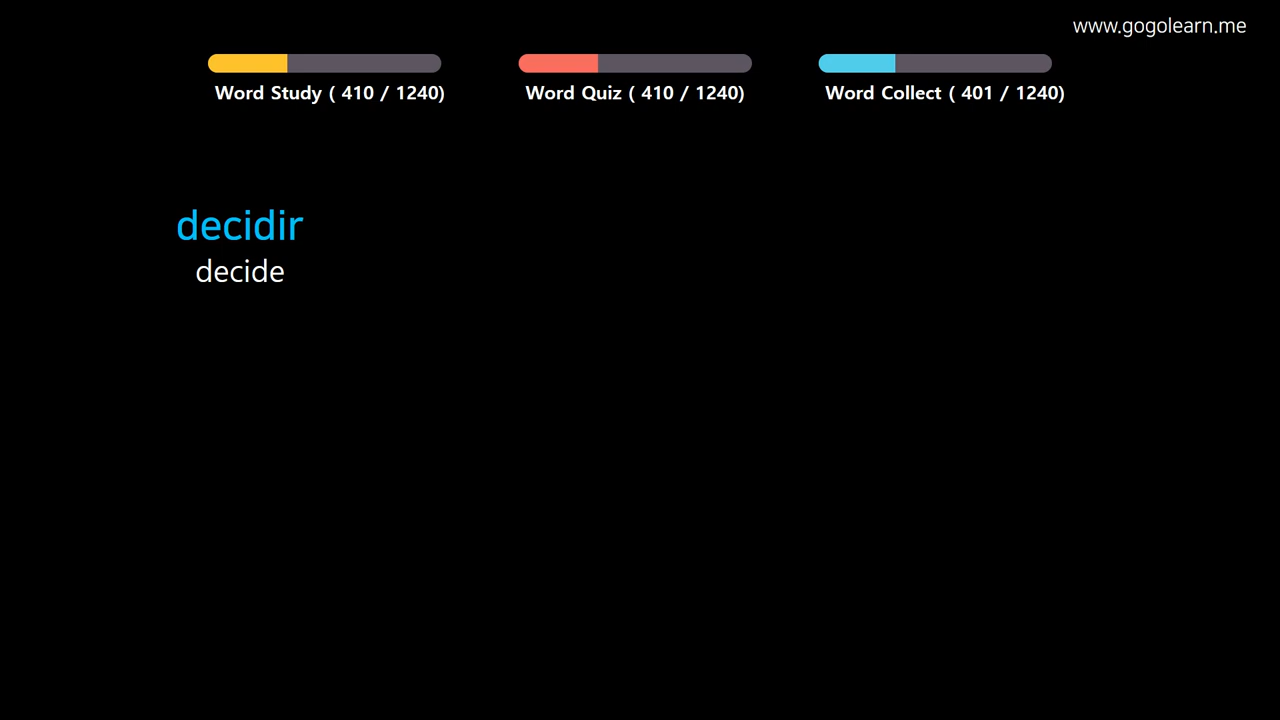 www.gogolearn.me
Word Study ( 410 / 1240)
Word Quiz ( 410 / 1240)
Word Collect ( 401 / 1240)
decidir
decide